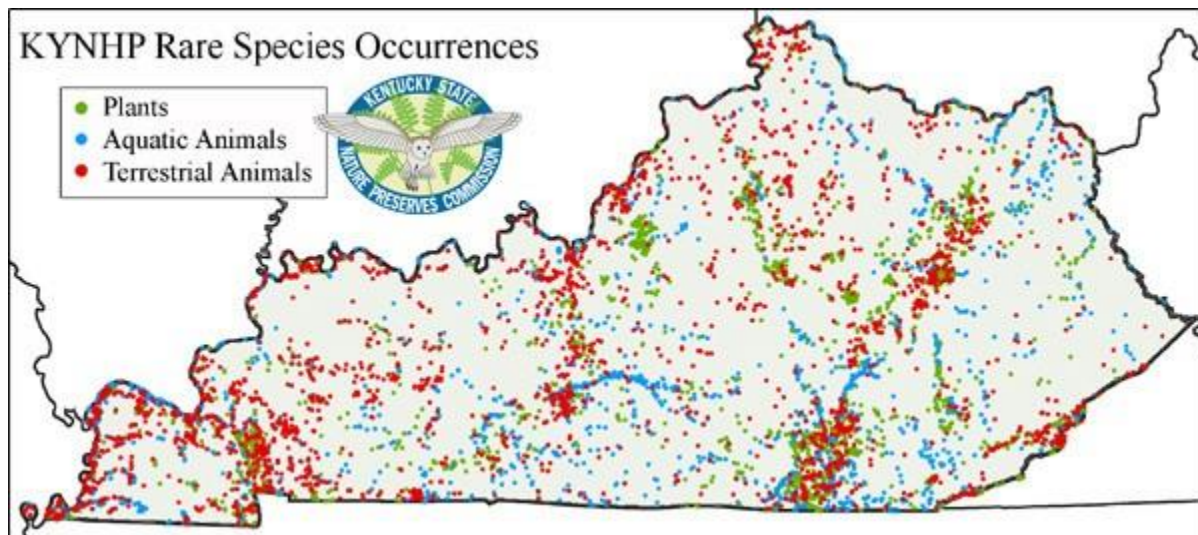 KYNHP Rare Species Occurrences
Plants
Aquatic Animals
Terrestrial Animals
KENTUCKY STATE
NATURE PRESERVES COMMISSION